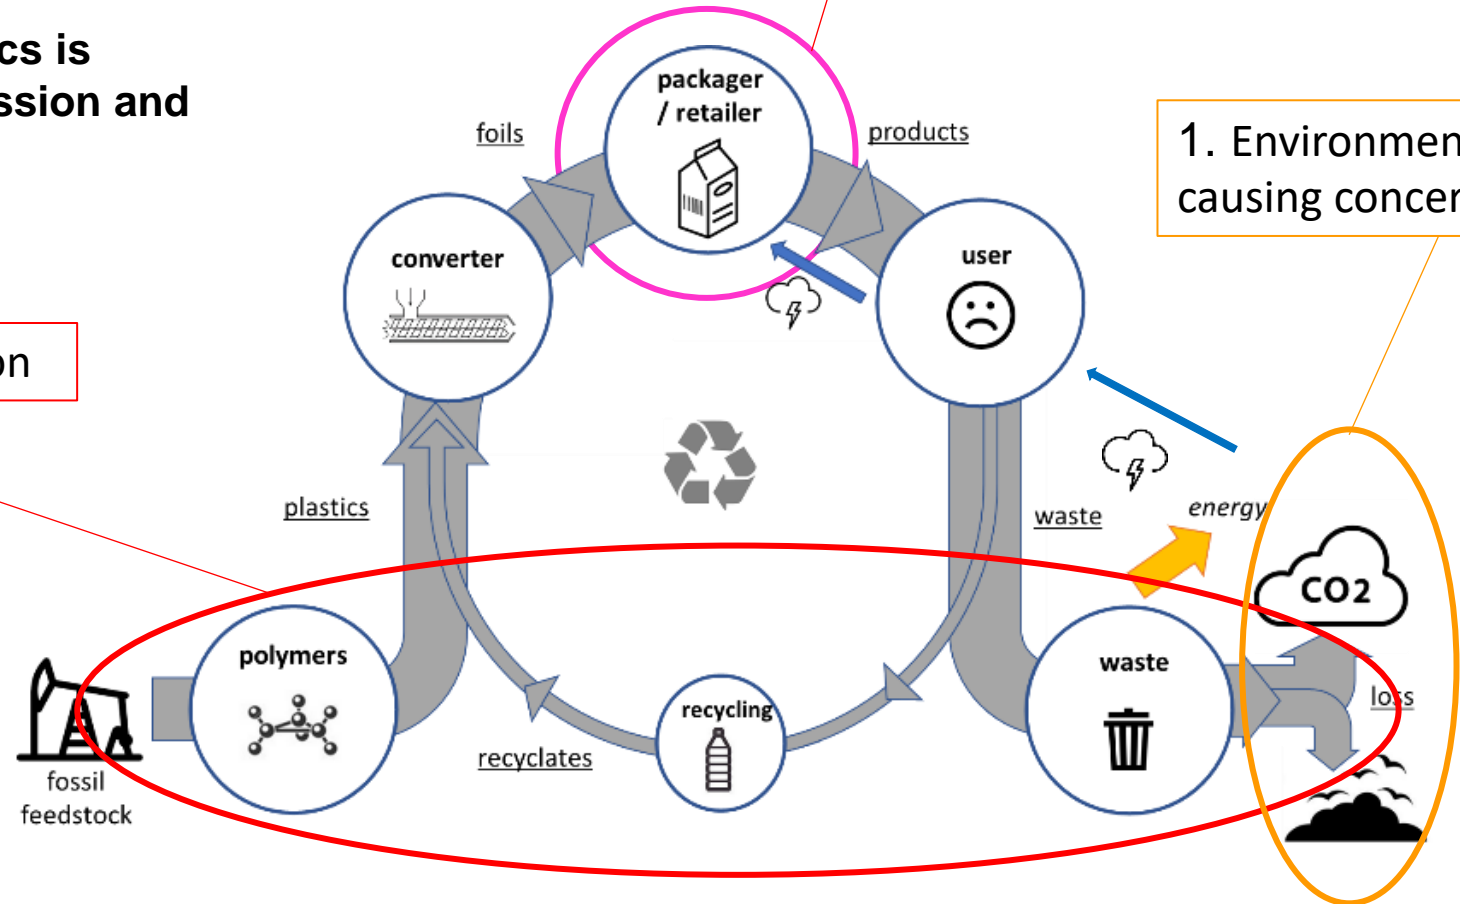 cs is
ssion and
packager
/ retailer
foils
products
1. Environmen
causing concer
converter
user
on
plastics
waste
energy
CO2
polymers
waste
recycling
loss
recyclates
fossil
feedstock